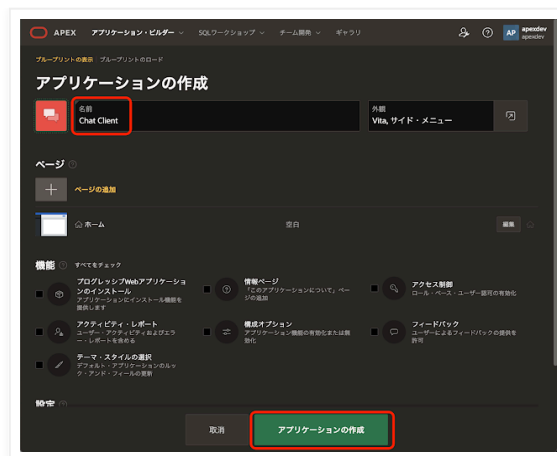 APEX アプリケーション・ビルダー SQLワークショップ チーム開発 ギャラリ AP apexdev
apexdev
ブループリントの表示 ブループリントのロード
アプリケーションの作成
名前
Chat Client
外観
Vita, サイド・メニュー
ページ
ページの追加
ホーム 空白 編集
機能 すべてをチェック
プログレッシブWebアプリケーショ
ンのインストール
アプリケーションにインストール機能を
提供します
情報ページ
「このアプリケーションについて」ペー
ジの追加
アクセス制御
ロール・ベース・ユーザー認可の有効化
アクティビティ・レポート
ユーザー・アクティビティおよびエラ
ー・レポートを含める
構成オプション
アプリケーション機能の有効化または無
効化
フィードバック
ユーザーによるフィードバックの提供を
許可
テーマ・スタイルの選択
デフォルト・アプリケーションのルッ
ク・アンド・フィールの更新
設定
取消 アプリケーションの作成